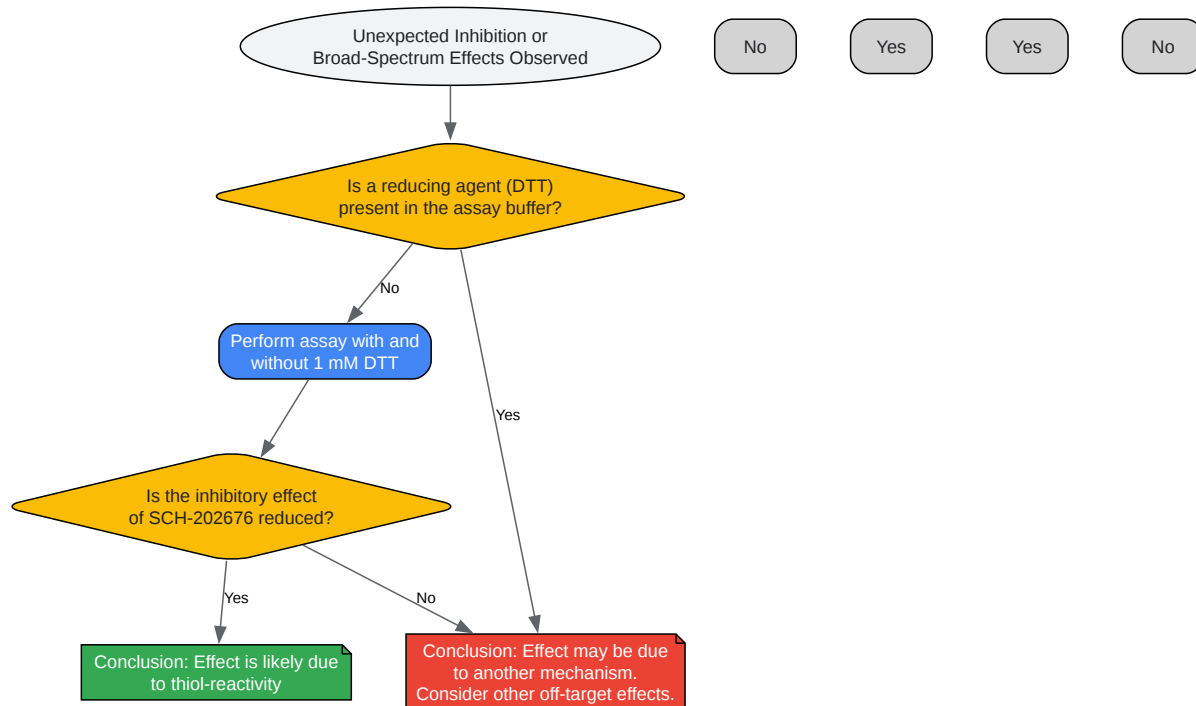 Unexpected Inhibition or
Broad-Spectrum Effects Observed
No
Yes
Yes
No
Is a reducing agent (DTT)
present in the assay buffer?
No
Perform assay with and
without 1 mM DTT
Yes
Is the inhibitory effect
of SCH-202676 reduced?
Yes
No
Conclusion: Effect is likely due
to thiol-reactivity
Conclusion: Effect may be due
to another mechanism.
Consider other off-target effects.